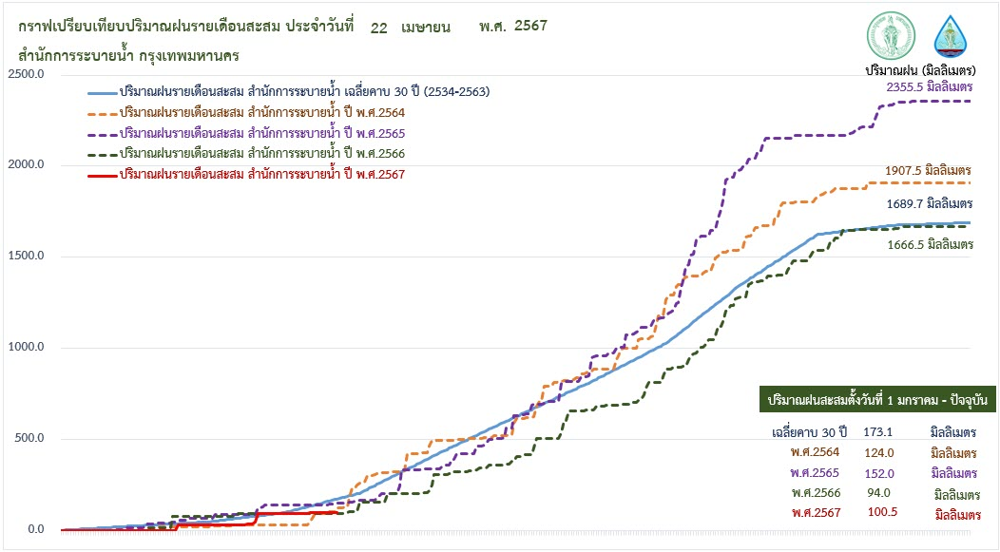 กราฟเปรียบเทียบปริมาณฝนรายเดือนสะสม ประจำวันที่ 22 เมษายน พ.ศ. 2567
สำนักการระบายน้ำ กรุงเทพมหานคร
ปริมาณฝน (มิลลิเมตร)
2500.0
2000.0
1500.0
1000.0
500.0
0.0
ปริมาณฝนรายเดือนสะสม สำนักการระบายน้ำ เฉลี่ยคาบ 30 ปี (2534-2563)
ปริมาณฝนรายเดือนสะสม สำนักการระบายน้ำ ปี พ.ศ.2564
ปริมาณฝนรายเดือนสะสม สำนักการระบายน้ำ ปี พ.ศ.2565
ปริมาณฝนรายเดือนสะสม สำนักการระบายน้ำ ปี พ.ศ.2566
ปริมาณฝนรายเดือนสะสม สำนักการระบายน้ำ ปี พ.ศ.2567
2355.5 มิลลิเมตร
1907.5 มิลลิเมตร
1689.7 มิลลิเมตร
1666.5 มิลลิเมตร
ปริมาณฝนสะสมตั้งวันที่ 1 มกราคม - ปัจจุบัน
เฉลี่ยคาบ 30 ปี 173.1 มิลลิเมตร
พ.ศ.2564 124.0 มิลลิเมตร
พ.ศ.2565 152.0 มิลลิเมตร
พ.ศ.2566 94.0 มิลลิเมตร
พ.ศ.2567 100.5 มิลลิเมตร